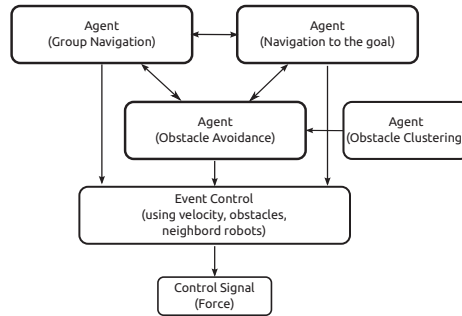 Agent
(Group Navigation)
Agent
(Navigation to the goal)
Agent
(Obstacle Avoidance)
Agent
(Obstacle Clustering)
Event Control
(using velocity, obstacles,
neighbord robots)
Control Signal
(Force)